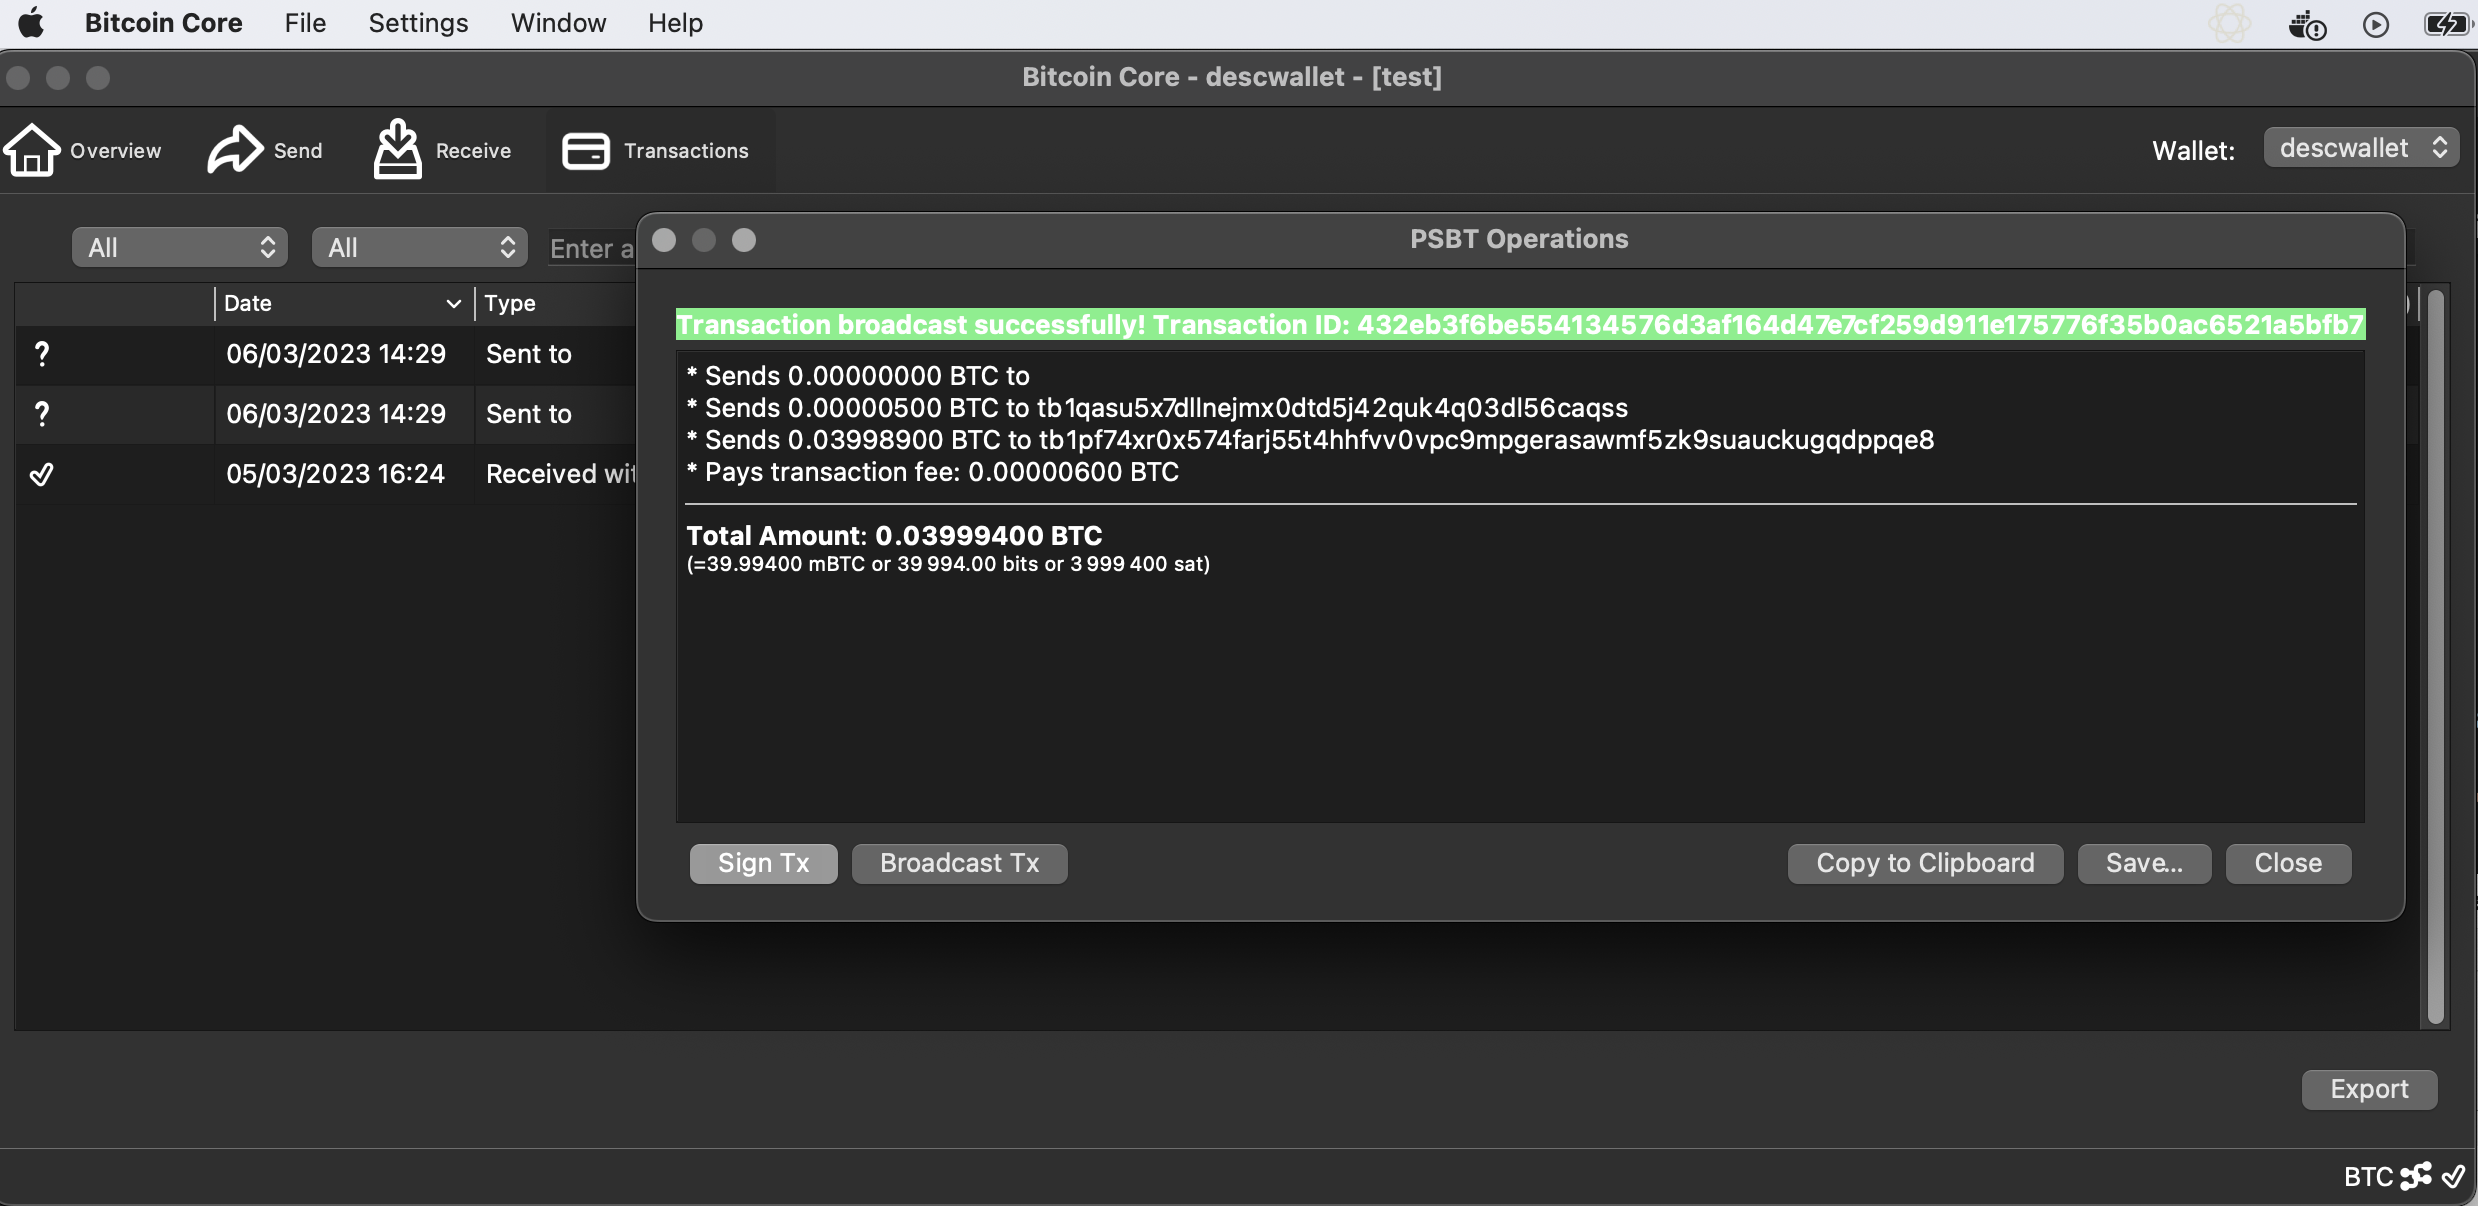 Bitcoin Core File Settings Window Help
Bitcoin Core - descwallet - [test]
Overview Send Receive Transactions Wallet: descwallet
All All Enter a
Date Type
? 06/03/2023 14:29 Sent to
? 06/03/2023 14:29 Sent to
05/03/2023 16:24 Received wit
PSBT Operations
Transaction broadcast successfully! Transaction ID: 432eb3f6be554134576d3af164d47e7cf259d911e175776f35b0ac6521a5bfb7
* Sends 0.00000000 BTC to
* Sends 0.00000500 BTC to tb1qasu5x7dllnejmx0dtd5j42quk4q03dl56caqss
* Sends 0.03998900 BTC to tb1pf74xr0x574farj55t4hhfvv0vpc9mpgerasawmf5zk9suauckugqdppqe8
* Pays transaction fee: 0.00000600 BTC
Total Amount: 0.03999400 BTC
(=39.99400 mBTC or 39 994.00 bits or 3 999 400 sat)
Sign Tx Broadcast Tx Copy to Clipboard Save... Close
Export
BTC